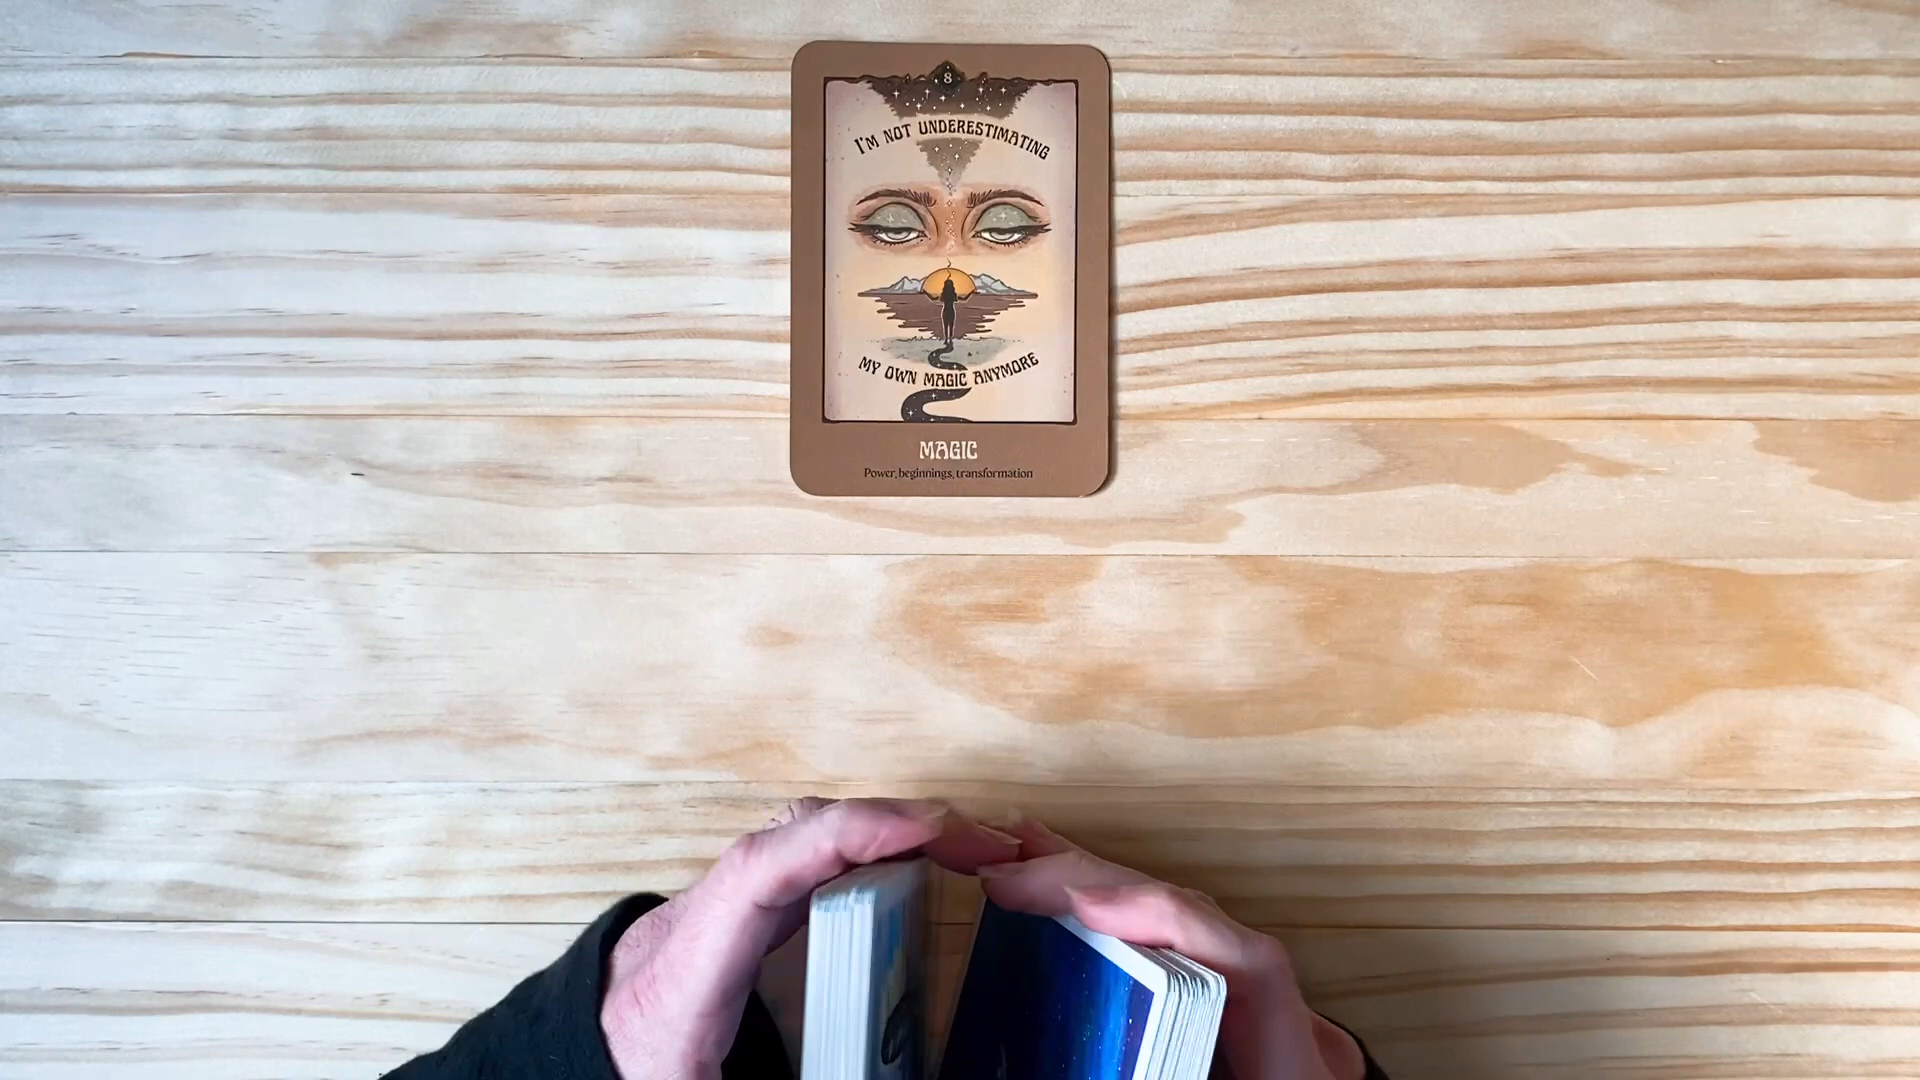 8
I'M NOT UNDERESTIMATING
MY OWN MAGIC ANYMORE
MAGIC
Power, beginnings, transformation